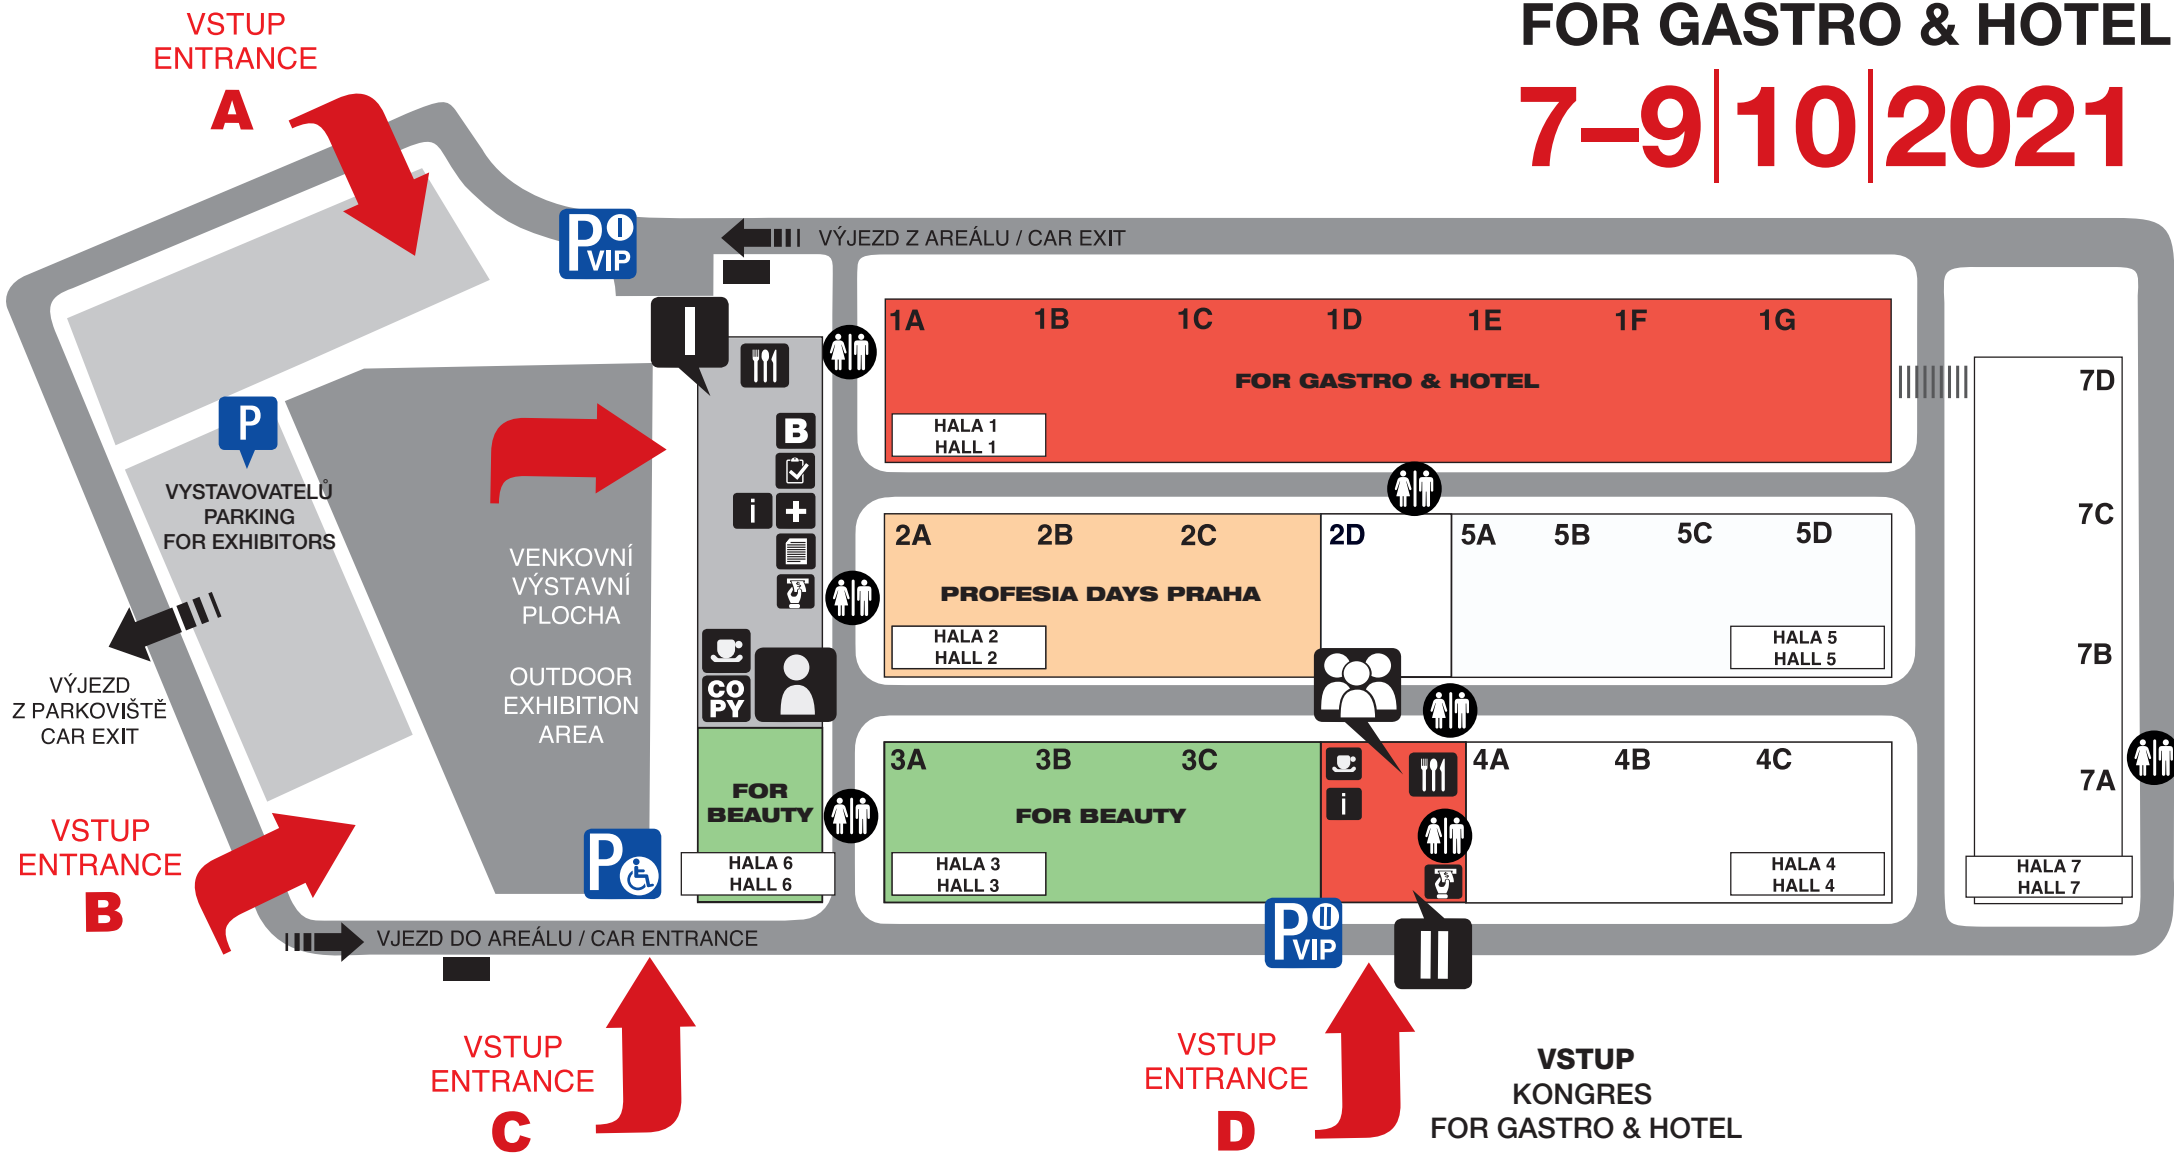 FOR GASTRO & HOTEL
7–9|10|2021
VSTUP
ENTRANCE
A
P I
VIP
VÝJEZD Z AREÁLU / CAR EXIT
I
1A 1B 1C 1D 1E 1F 1G
FOR GASTRO & HOTEL
HALA 1
HALL 1
7D
7C
7B
7A
HALA 7
HALL 7
P
VYSTAVOVATELŮ
PARKING
FOR EXHIBITORS
B
i
VENKOVNÍ
VÝSTAVNÍ
PLOCHA
OUTDOOR
EXHIBITION
AREA
2A 2B 2C 2D 5A 5B 5C 5D
PROFESIA DAYS PRAHA
HALA 2
HALL 2
HALA 5
HALL 5
CO
PY
VÝJEZD
Z PARKOVIŠTĚ
CAR EXIT
3A 3B 3C 4A 4B 4C
i
FOR
BEAUTY
FOR BEAUTY
HALA 6
HALL 6
HALA 3
HALL 3
HALA 4
HALL 4
VSTUP
ENTRANCE
B
P
P II
VIP
II
VJEZD DO AREÁLU / CAR ENTRANCE
VSTUP
ENTRANCE
C
VSTUP
ENTRANCE
D
VSTUP
KONGRES
FOR GASTRO & HOTEL